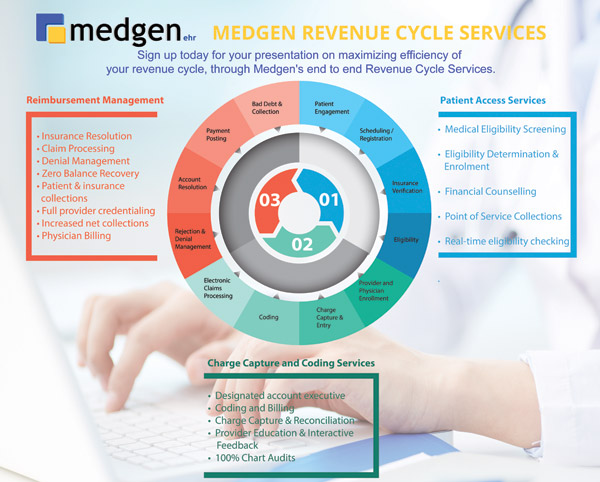 medgen ehr
MEDGEN REVENUE CYCLE SERVICES
Sign up today for your presentation on maximizing efficiency of
your revenue cycle, through Medgen's end to end Revenue Cycle Services.
Reimbursement Management
• Insurance Resolution
• Claim Processing
• Denial Management
• Zero Balance Recovery
• Patient & insurance
collections
• Full provider credentialing
• Increased net collections
• Physician Billing
Bad Debt &
Collection
Patient
Engagement
Scheduling /
Registration
Insurance
Verification
Eligibility
Provider and
Physician
Enrollment
Charge
Capture &
Entry
Coding
Electronic
Claims
Processing
Rejection &
Denial
Management
Account
Resolution
Payment
Posting
03
01
02
Patient Access Services
• Medical Eligibility Screening
• Eligibility Determination &
Enrolment
• Financial Counselling
• Point of Service Collections
• Real-time eligibility checking
Charge Capture and Coding Services
• Designated account executive
• Coding and Billing
• Charge Capture & Reconciliation
• Provider Education & Interactive
Feedback
• 100% Chart Audits